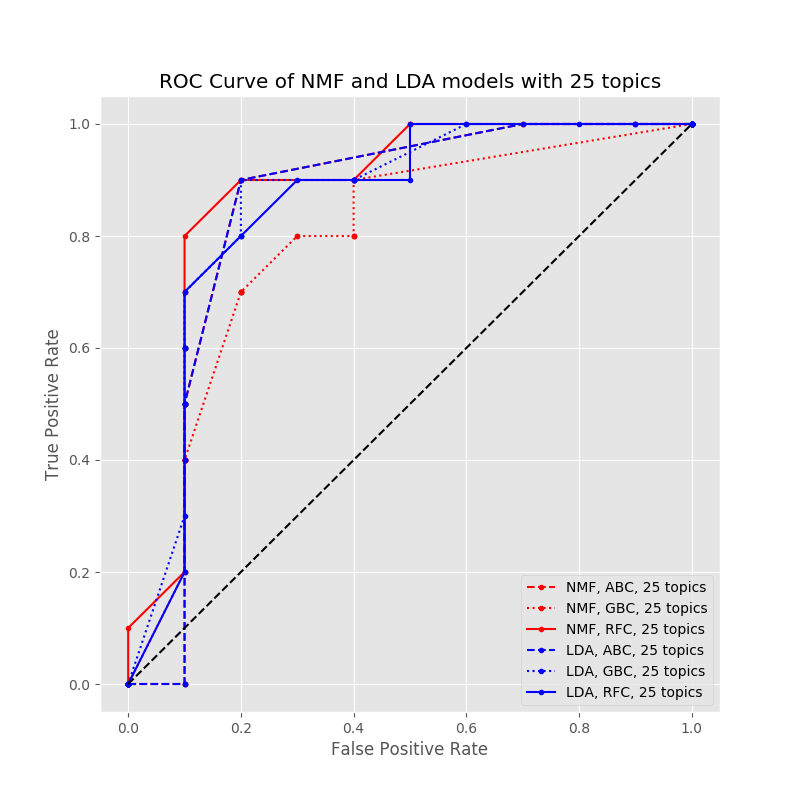 ROC Curve of NMF and LDA models with 25 topics
True Positive Rate
1.0
0.8
0.6
0.4
0.2
0.0
0.0 0.2 0.4 0.6 0.8 1.0
False Positive Rate
NMF, ABC, 25 topics
NMF, GBC, 25 topics
NMF, RFC, 25 topics
LDA, ABC, 25 topics
LDA, GBC, 25 topics
LDA, RFC, 25 topics